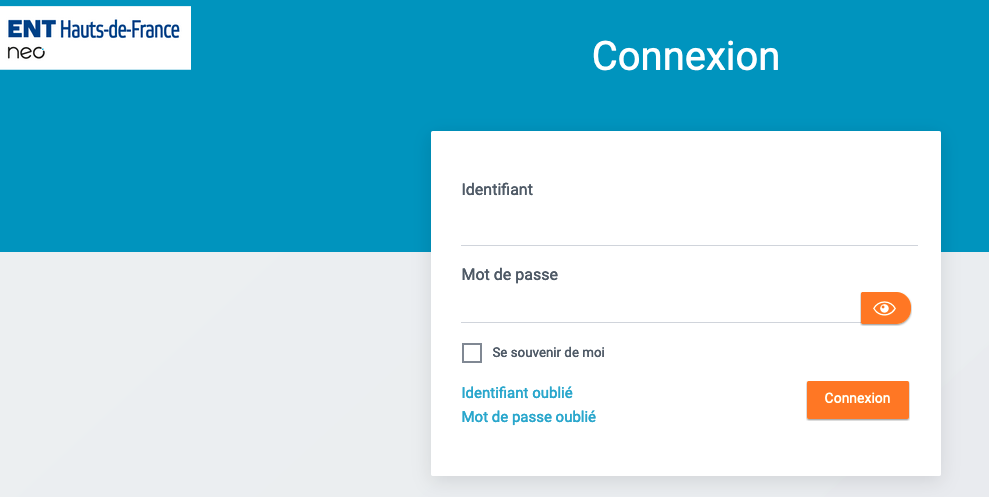 ENT Hauts-de-France
neo
Connexion
Identifiant
Mot de passe
Se souvenir de moi
Identifiant oublié
Mot de passe oublié
Connexion